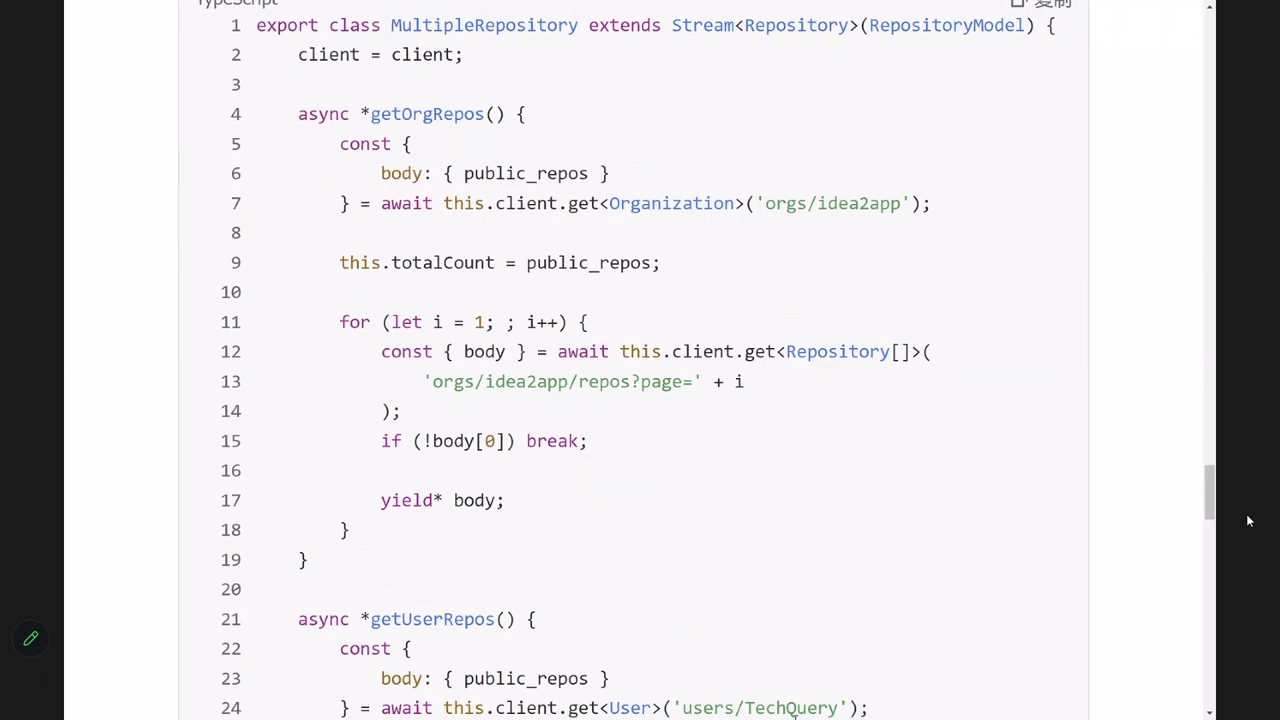 TypeScript 复制
1 export class MultipleRepository extends Stream<Repository>(RepositoryModel) {
2 client = client;
3
4 async *getOrgRepos() {
5 const {
6 body: { public_repos }
7 } = await this.client.get<Organization>('orgs/idea2app');
8
9 this.totalCount = public_repos;
10
11 for (let i = 1; ; i++) {
12 const { body } = await this.client.get<Repository[]>(
13 'orgs/idea2app/repos?page=' + i
14 );
15 if (!body[0]) break;
16
17 yield* body;
18 }
19 }
20
21 async *getUserRepos() {
22 const {
23 body: { public_repos }
24 } = await this.client.get<User>('users/TechQuery');